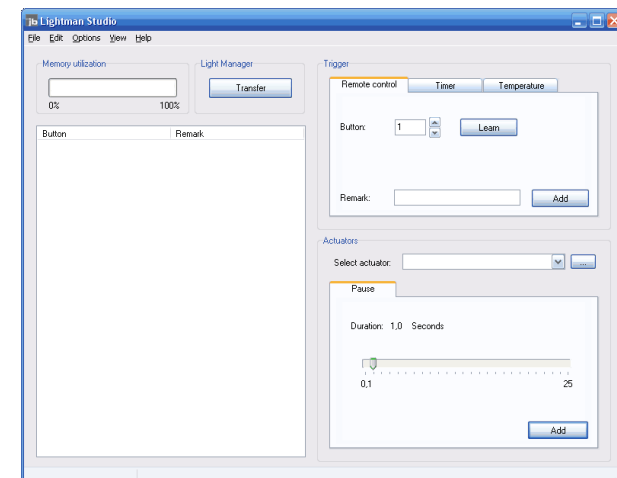 jb Lightman Studio
File Edit Options View Help
Memory utilization
0% 100%
Light Manager
Transfer
Button Remark
Trigger
Remote control Timer Temperature
Button: 1 Learn
Remark: Add
Actuators
Select actuator: ...
Pause
Duration: 1,0 Seconds
0,1 25
Add